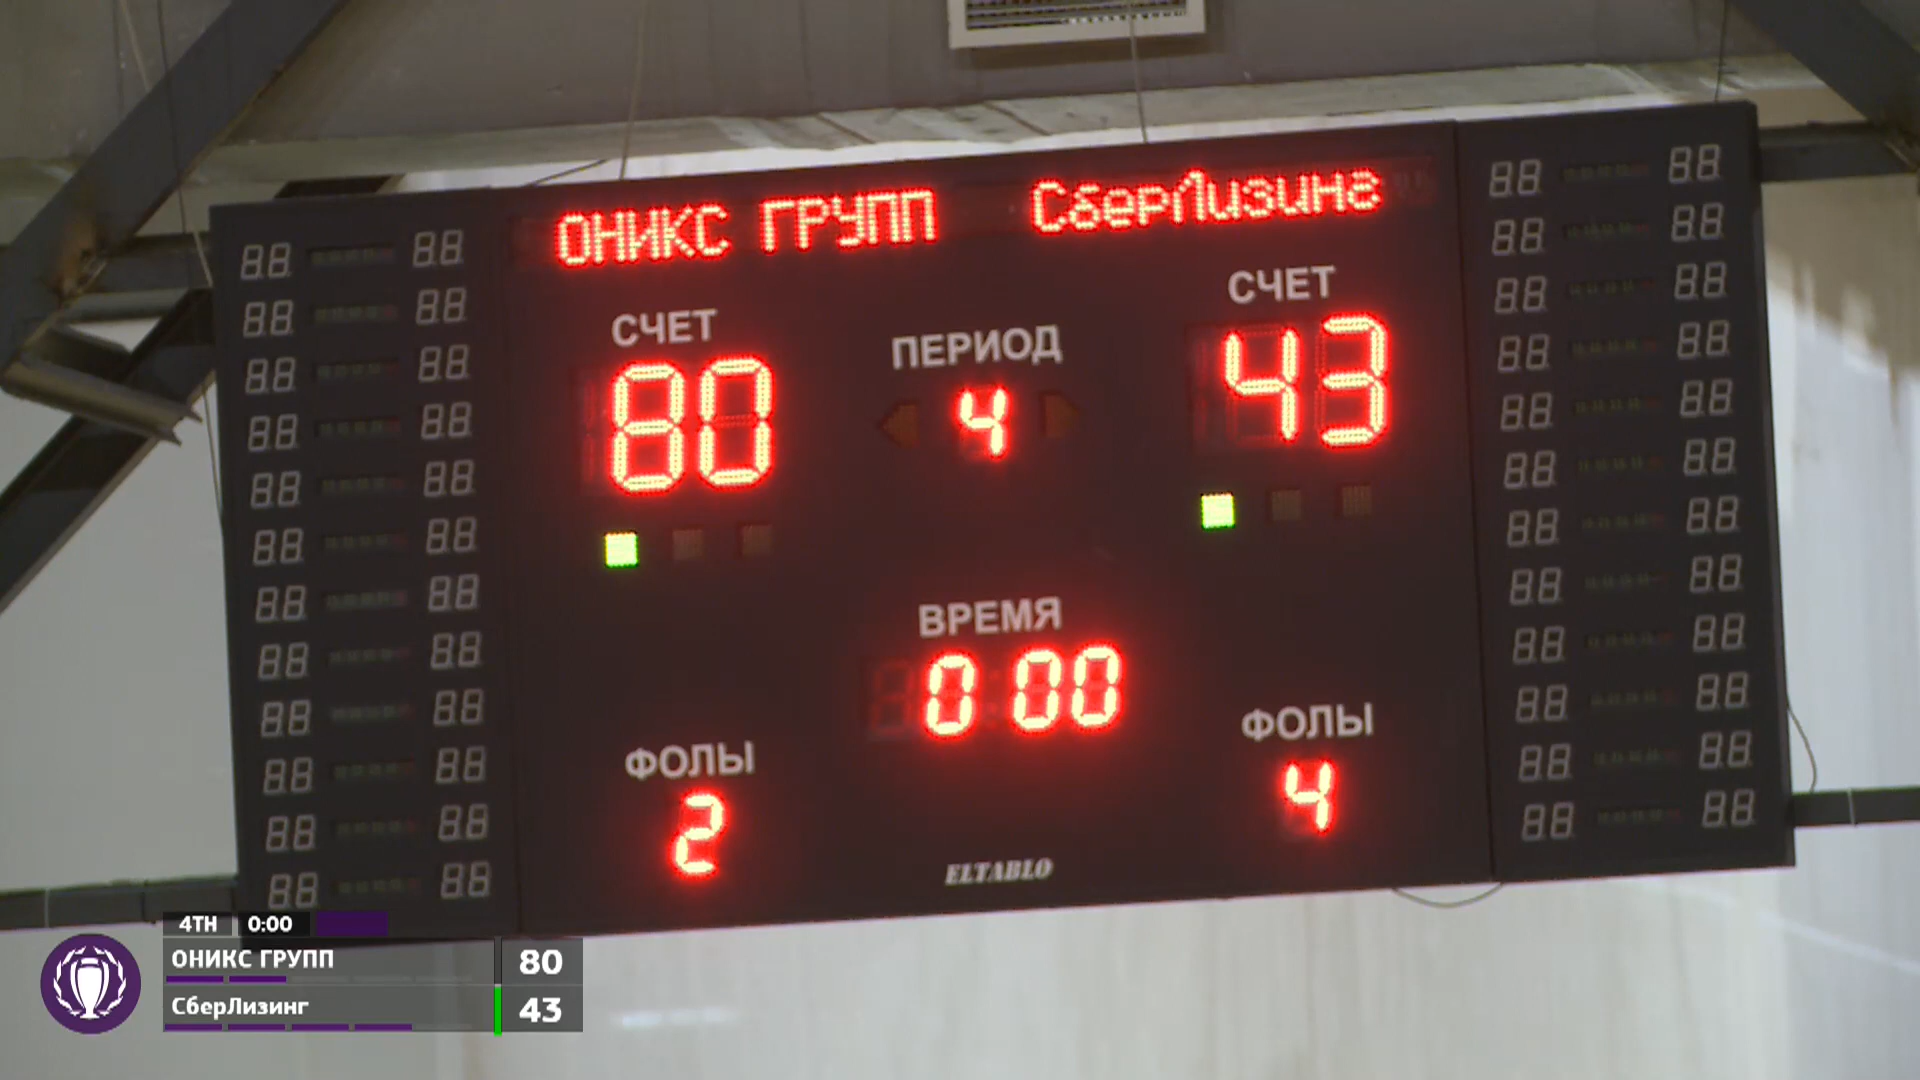 ОНИКС ГРУПП СберЛизинг
СЧЕТ СЧЕТ
ПЕРИОД
80 4 43
ВРЕМЯ
0 00
ФОЛЫ ФОЛЫ
2 4
ELTABLO
4TH 0:00
ОНИКС ГРУПП 80
СберЛизинг 43